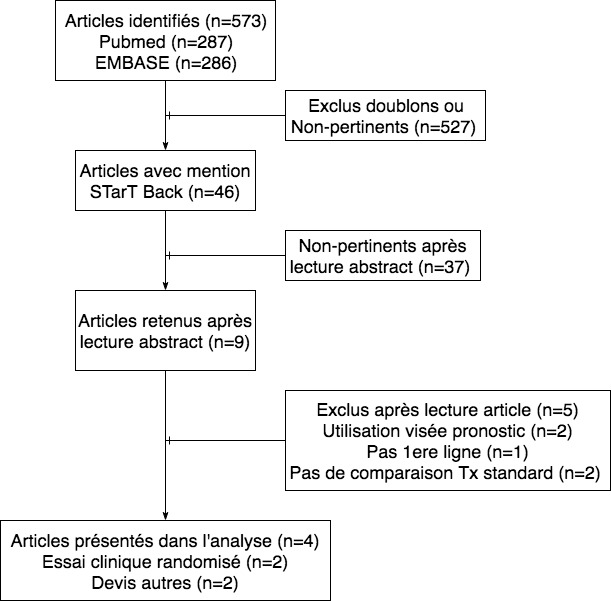 Articles identifiés (n=573)
Pubmed (n=287)
EMBASE (n=286)
Exclus doublons ou
Non-pertinents (n=527)
Articles avec mention
STarT Back (n=46)
Non-pertinents après
lecture abstract (n=37)
Articles retenus après
lecture abstract (n=9)
Exclus après lecture article (n=5)
Utilisation visée pronostic (n=2)
Pas 1ere ligne (n=1)
Pas de comparaison Tx standard (n=2)
Articles présentés dans l'analyse (n=4)
Essai clinique randomisé (n=2)
Devis autres (n=2)